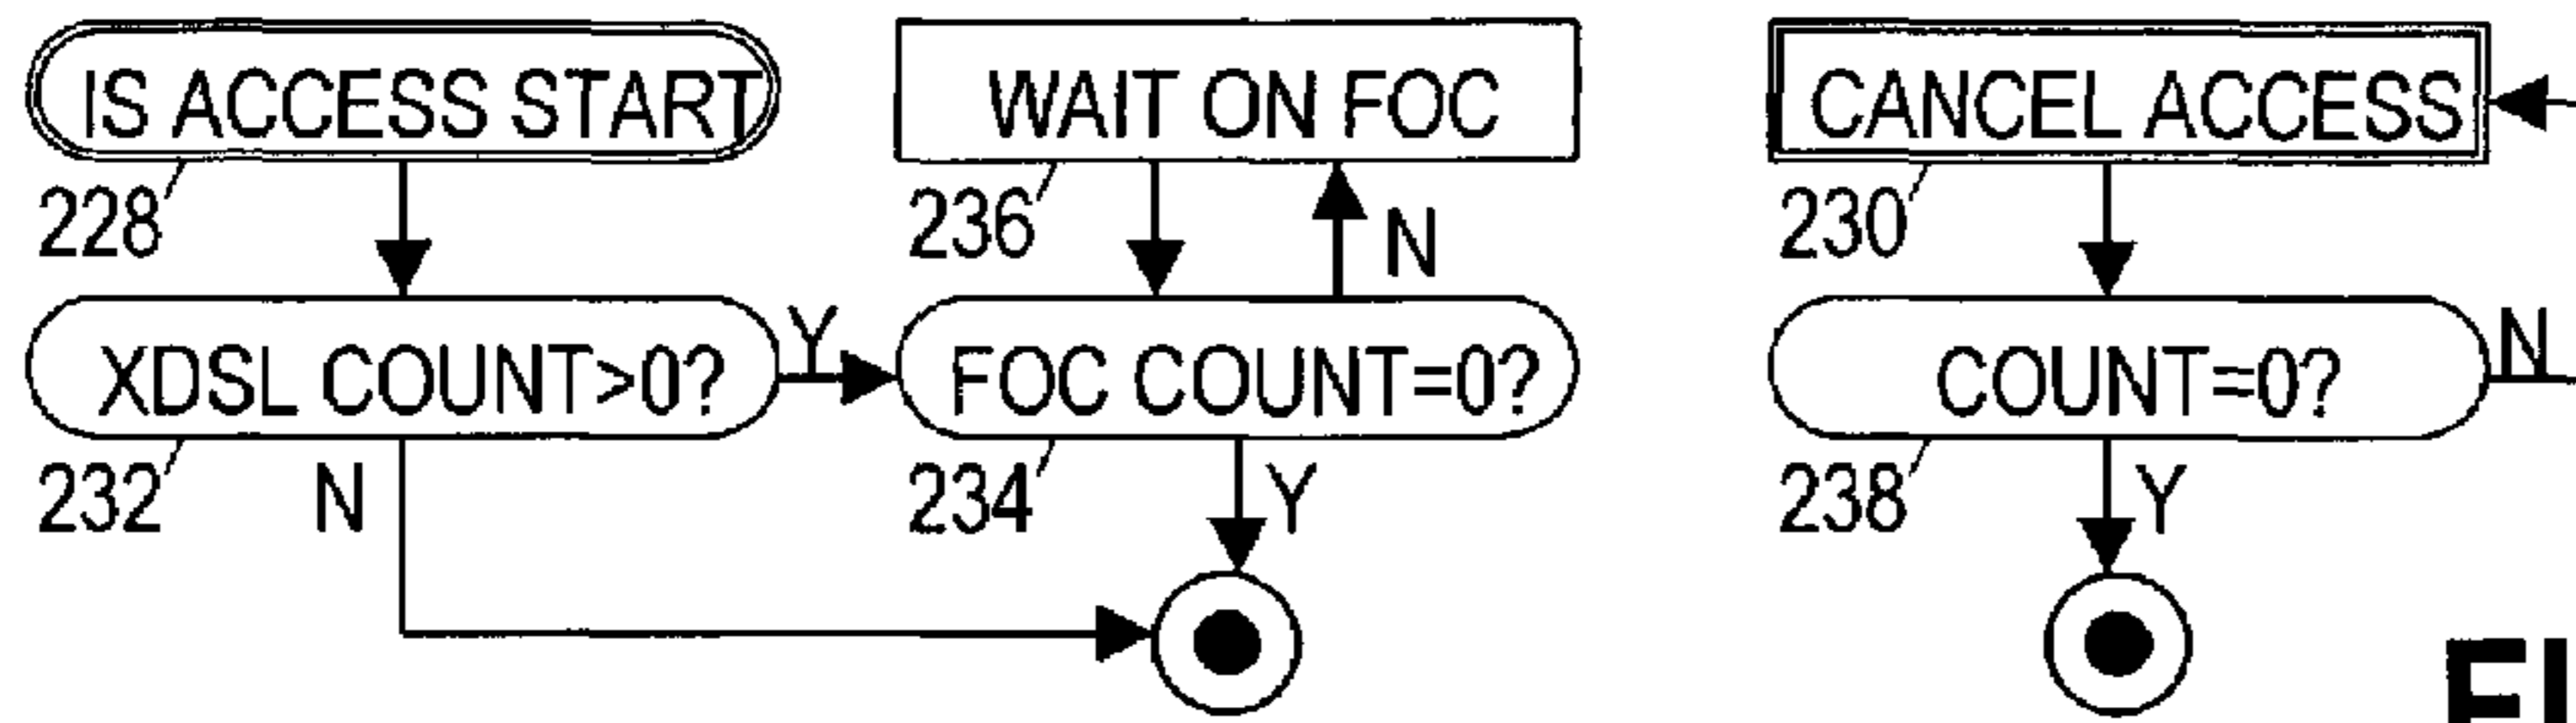 IS ACCESS START
WAIT ON FOC
CANCEL ACCESS
228
236
N
230
XDSL COUNT>0?
Y
FOC COUNT=0?
COUNT=0?
N
232
N
234
Y
238
Y